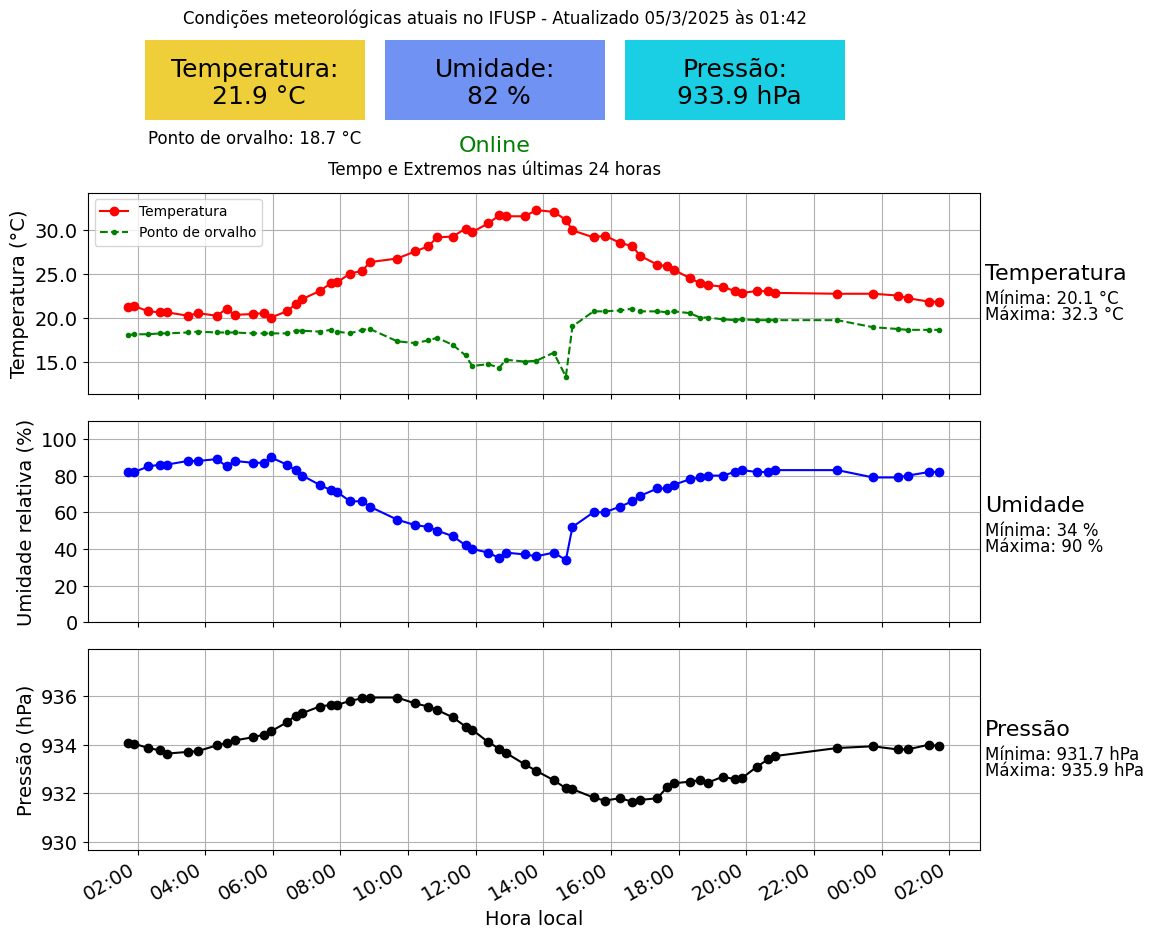 Condições meteorológicas atuais no IFUSP - Atualizado 05/3/2025 às 01:42
Temperatura:
21.9 °C
Umidade:
82 %
Pressão:
933.9 hPa
Ponto de orvalho: 18.7 °C
Online
Tempo e Extremos nas últimas 24 horas
Temperatura
Ponto de orvalho
Temperatura (°C)
30.0
25.0
20.0
15.0
Temperatura
Mínima: 20.1 °C
Máxima: 32.3 °C
Umidade relativa (%)
100
80
60
40
20
0
Umidade
Mínima: 34 %
Máxima: 90 %
Pressão (hPa)
936
934
932
930
Pressão
Mínima: 931.7 hPa
Máxima: 935.9 hPa
02:00 04:00 06:00 08:00 10:00 12:00 14:00 16:00 18:00 20:00 22:00 00:00 02:00
Hora local